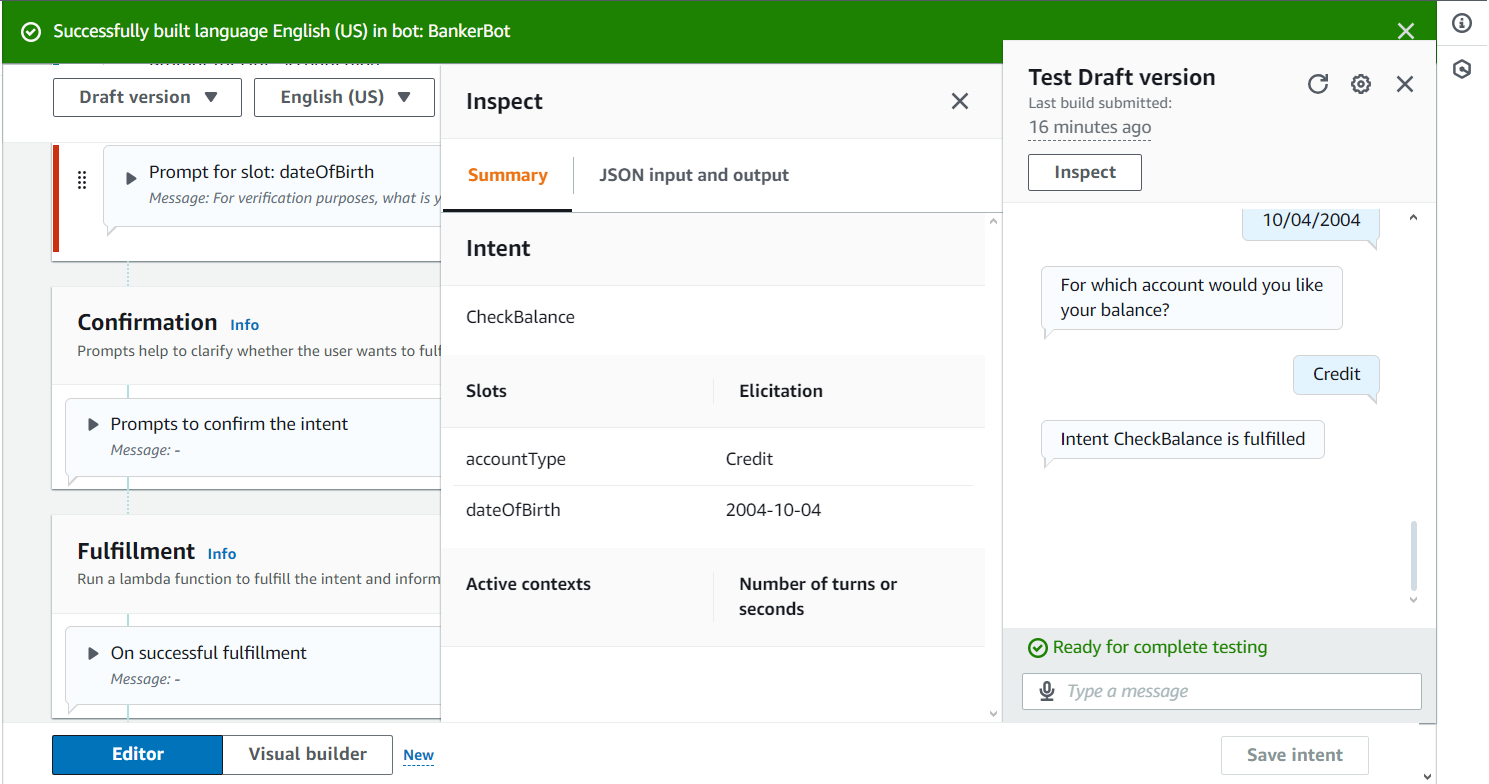 Successfully built language English (US) in bot: BankerBot
Draft version
English (US)
Prompt for slot: dateOfBirth
Message: For verification purposes, what is y
Confirmation Info
Prompts help to clarify whether the user wants to fulf
Prompts to confirm the intent
Message: -
Fulfillment Info
Run a lambda function to fulfill the intent and inform
On successful fulfillment
Message: -
Inspect
Summary
JSON input and output
Intent
CheckBalance
Slots Elicitation
accountType Credit
dateOfBirth 2004-10-04
Active contexts Number of turns or
seconds
Test Draft version
Last build submitted:
16 minutes ago
Inspect
10/04/2004
For which account would you like
your balance?
Credit
Intent CheckBalance is fulfilled
Ready for complete testing
Type a message
Editor
Visual builder
New
Save intent